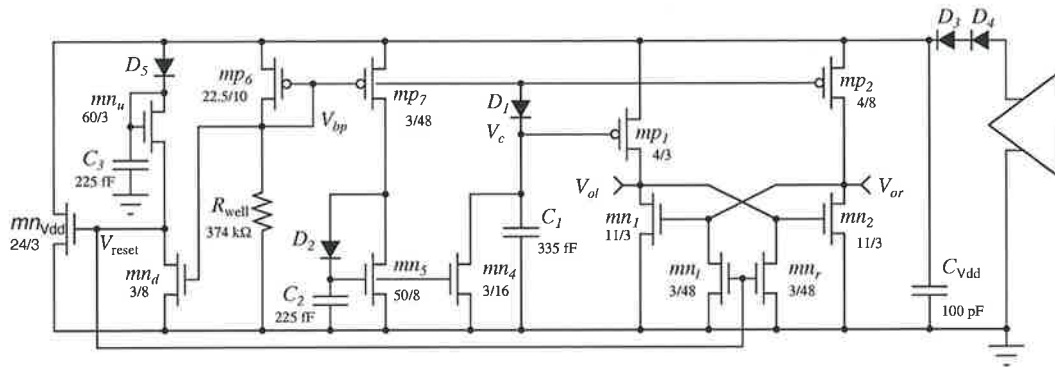 D3 D4
D5
mp6
22.5/10
mp7
3/48
mp2
4/8
mnu
60/3
Vbp
D1
Vc
mp1
4/3
C3
225 fF
Vol
Vor
Rwell
374 kΩ
C1
335 fF
mn1
11/3
mn2
11/3
mnVdd
24/3
Vreset
D2
mnd
3/8
mn5
50/8
mn4
3/16
mnl
3/48
mnr
3/48
CVdd
100 pF
C2
225 fF